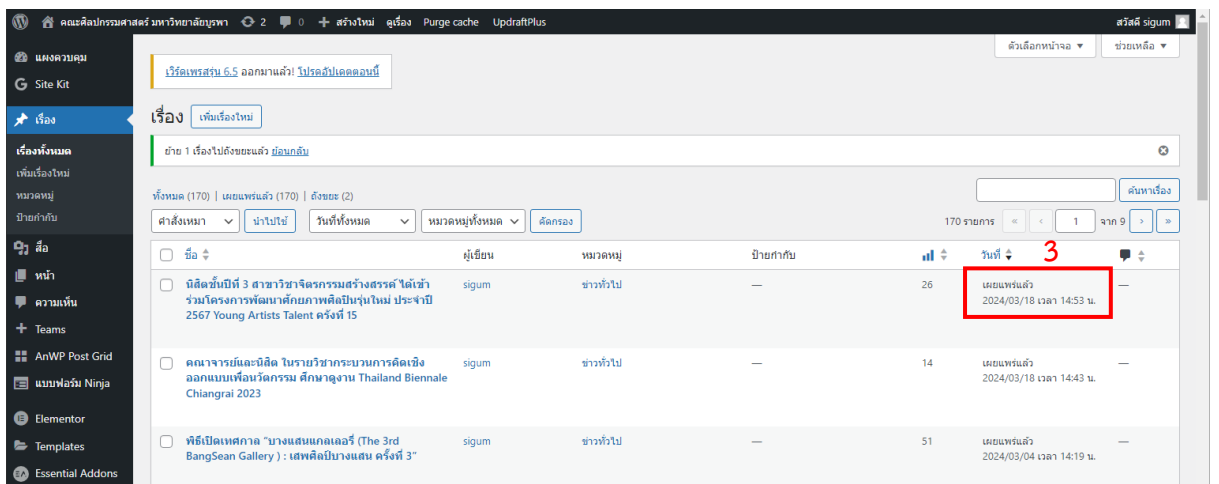 คณะศิลปกรรมศาสตร์ มหาวิทยาลัยบูรพา 2 0 + สร้างใหม่ ดูเรื่อง Purge cache UpdraftPlus สวัสดี sigum
แผงควบคุม
Site Kit
เรื่อง
เรื่องทั้งหมด
เพิ่มเรื่องใหม่
หมวดหมู่
ป้ายกำกับ
สื่อ
หน้า
ความเห็น
Teams
AnWP Post Grid
แบบฟอร์ม Ninja
Elementor
Templates
Essential Addons
ตัวเลือกหน้าจอ ช่วยเหลือ
เวิร์ดเพรสรุ่น 6.5 ออกมาแล้ว! โปรดอัปเดตตอนนี้
เรื่อง เพิ่มเรื่องใหม่
ย้าย 1 เรื่องไปถังขยะแล้ว ย้อนกลับ
ทั้งหมด (170) | เผยแพร่แล้ว (170) | ถังขยะ (2) ค้นหาเรื่อง
คำสั่งเหมา นำไปใช้ วันที่ทั้งหมด หมวดหมู่ทั้งหมด คัดกรอง 170 รายการ « ‹ 1 จาก 9 › »
ชื่อ ผู้เขียน หมวดหมู่ ป้ายกำกับ วันที่ 3
นิสิตชั้นปีที่ 3 สาขาวิชาจิตรกรรมสร้างสรรค์ ได้เข้า sigum ข่าวทั่วไป — 26 เผยแพร่แล้ว —
ร่วมโครงการพัฒนาศักยภาพศิลปินรุ่นใหม่ ประจำปี 2024/03/18 เวลา 14:53 น.
2567 Young Artists Talent ครั้งที่ 15
คณาจารย์และนิสิต ในรายวิชากระบวนการคิดเชิง sigum ข่าวทั่วไป — 14 เผยแพร่แล้ว —
ออกแบบเพื่อนวัตกรรม ศึกษาดูงาน Thailand Biennale 2024/03/18 เวลา 14:43 น.
Chiangrai 2023
พิธีเปิดเทศกาล “บางแสนแกลเลอรี่ (The 3rd sigum ข่าวทั่วไป — 51 เผยแพร่แล้ว —
BangSean Gallery ) : เสพศิลป์บางแสน ครั้งที่ 3” 2024/03/04 เวลา 14:19 น.